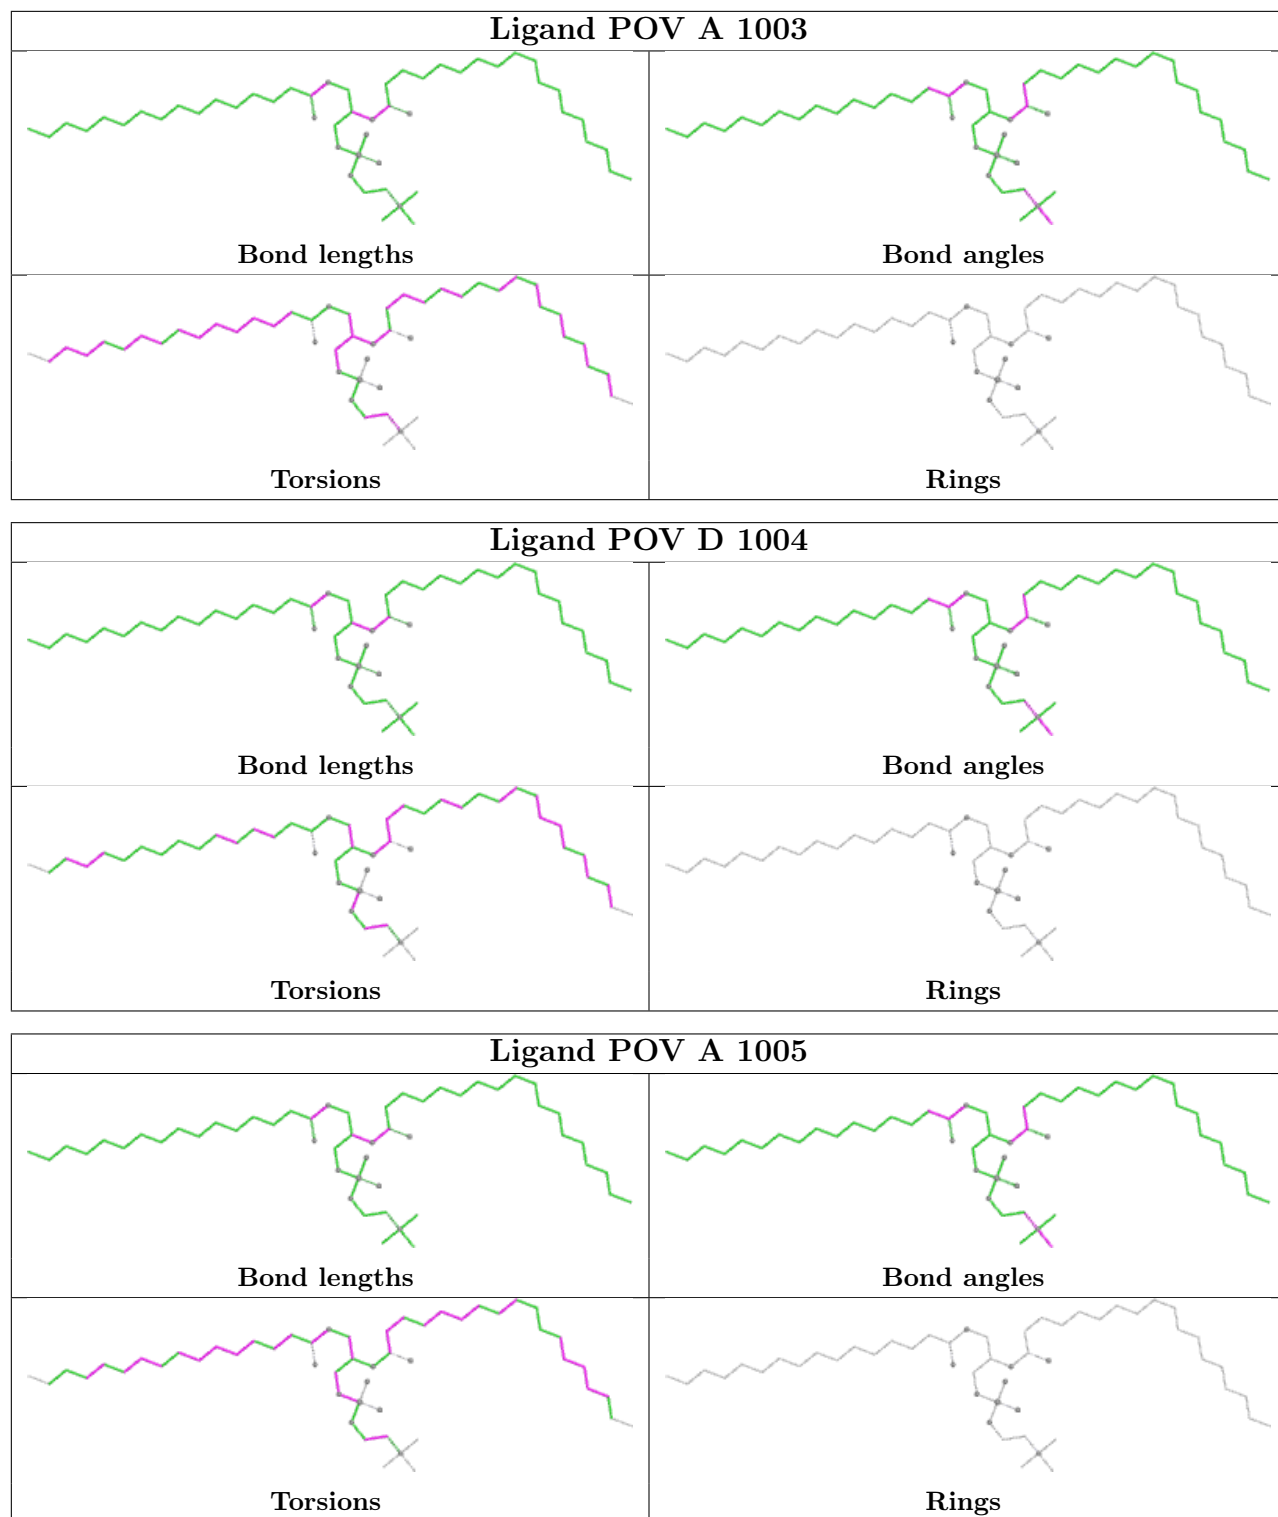 Ligand POV A 1003
Bond lengths
Bond angles
Torsions
Rings
Ligand POV D 1004
Bond lengths
Bond angles
Torsions
Rings
Ligand POV A 1005
Bond lengths
Bond angles
Torsions
Rings